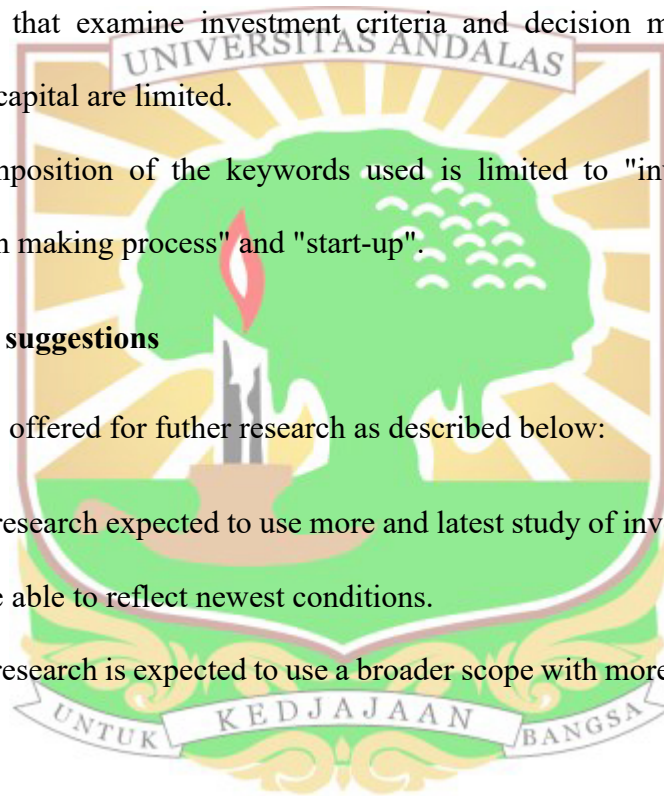 that examine investment criteria and decision m
UNIVERSITAS ANDALAS
capital are limited.
mposition of the keywords used is limited to "in
n making process" and "start-up".
suggestions
offered for futher research as described below:
research expected to use more and latest study of inv
e able to reflect newest conditions.
research is expected to use a broader scope with more
UNTUK KEDJAJAAN BANGSA